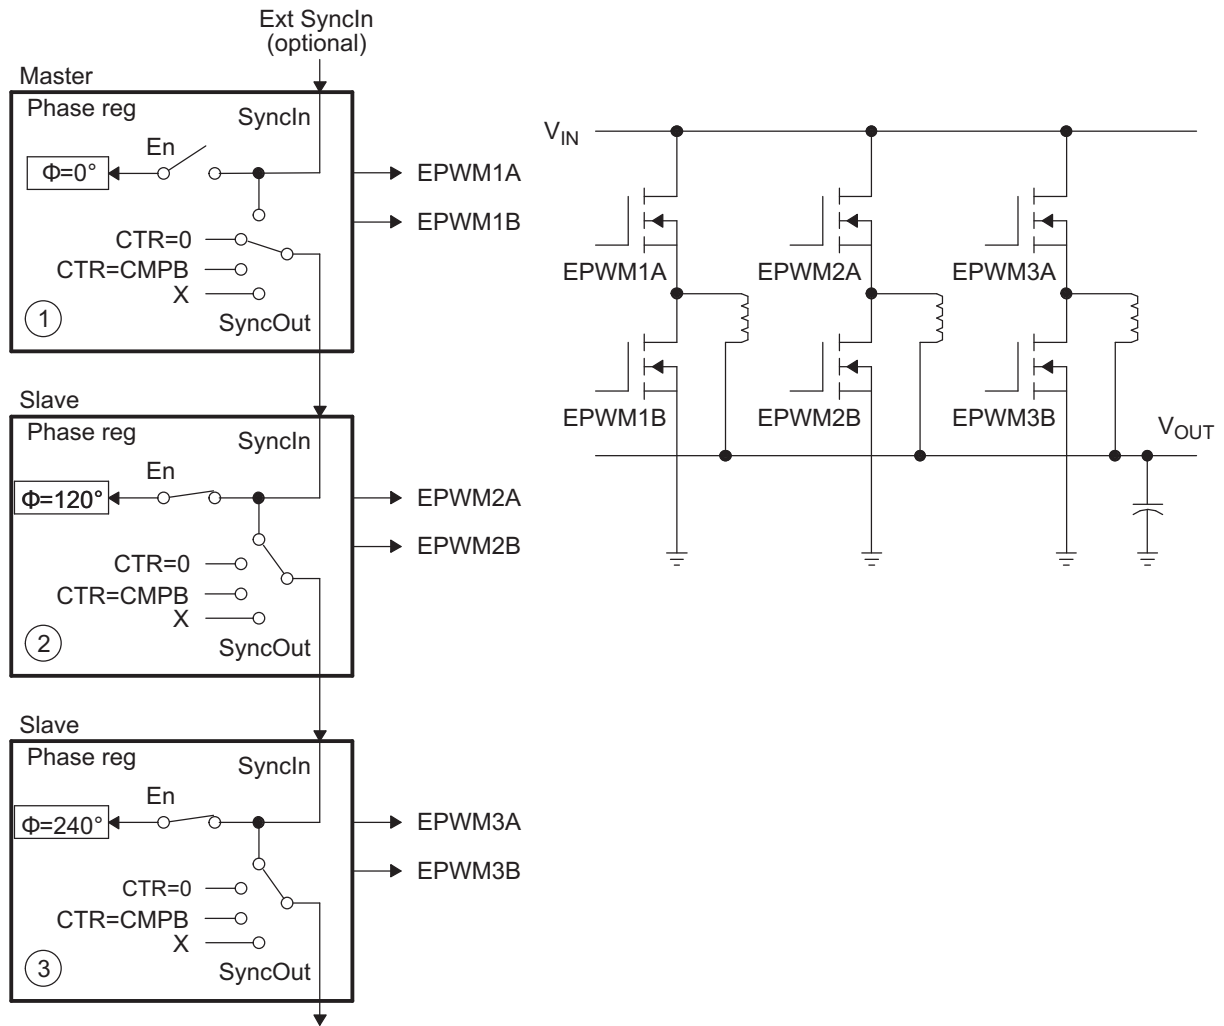 Ext SyncIn
(optional)
Master
Phase reg
SyncIn
En
Φ=0°
EPWM1A
EPWM1B
CTR=0
CTR=CMPB
X
1
SyncOut
Slave
Phase reg
SyncIn
En
Φ=120°
EPWM2A
EPWM2B
CTR=0
CTR=CMPB
X
2
SyncOut
Slave
Phase reg
SyncIn
En
Φ=240°
EPWM3A
EPWM3B
CTR=0
CTR=CMPB
X
3
SyncOut
VIN
EPWM1A
EPWM2A
EPWM3A
EPWM1B
EPWM2B
EPWM3B
VOUT